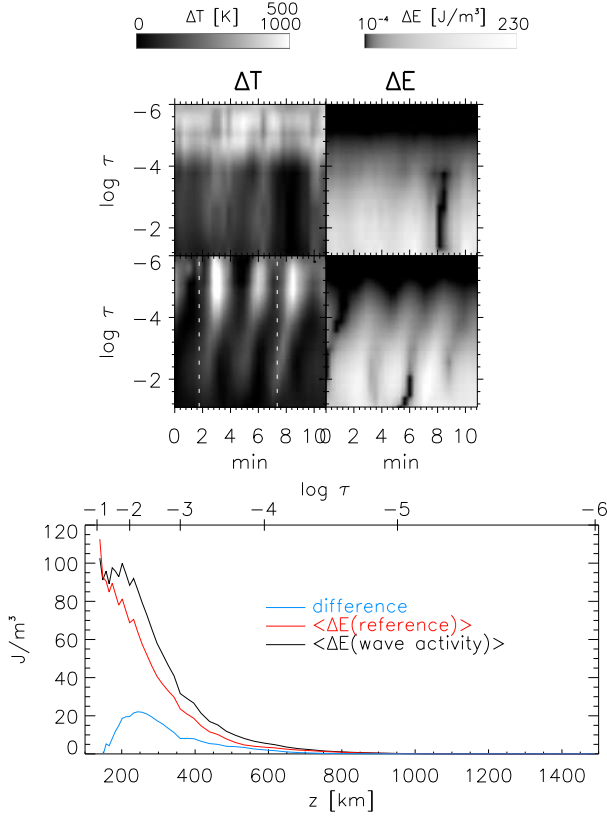 ΔT [K] 500
0 1000
ΔE [J/m³]
10⁻⁴ 230
ΔT ΔE
−6
−4
−2
log τ
−6
−4
−2
log τ
0 2 4 6 8 10 0 2 4 6 8 10
min min
log τ
−1 −2 −3 −4 −5 −6
120
100
80
60
40
20
0
J/m³
difference
<ΔE(reference)>
<ΔE(wave activity)>
200 400 600 800 1000 1200 1400
z [km]